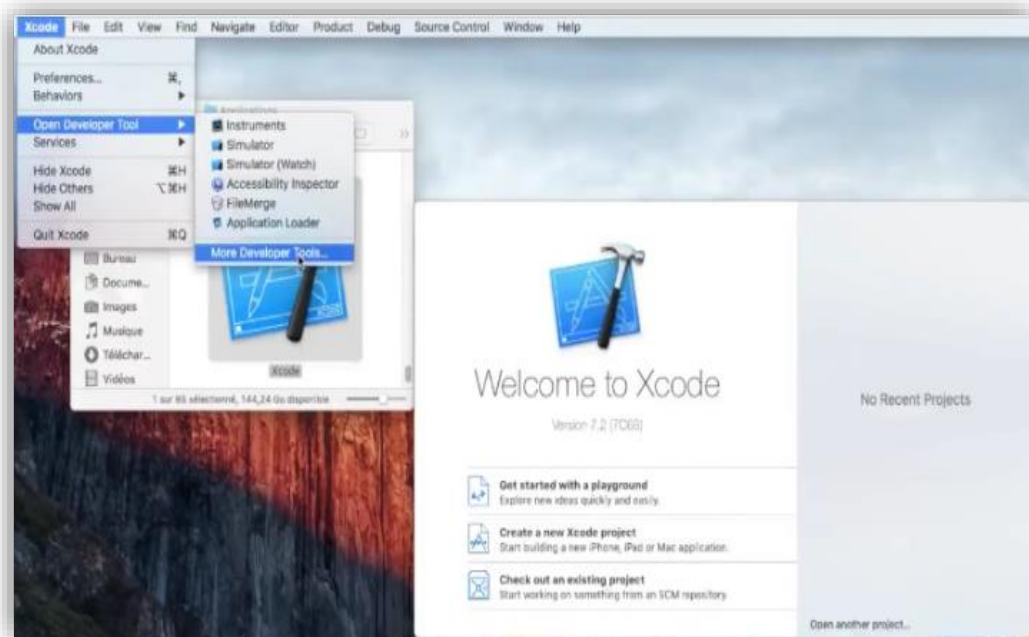 Xcode File Edit View Find Navigate Editor Product Debug Source Control Window Help
About Xcode
Preferences... ⌘,
Behaviors ▶
Open Developer Tool ▶
Services ▶
Hide Xcode ⌘H
Hide Others ⌥⌘H
Show All
Quit Xcode ⌘Q
Applications
Instruments
Simulator
Simulator (Watch)
Accessibility Inspector
FileMerge
Application Loader
More Developer Tools...
Bureau
Docume...
Images
Musique
Téléchar...
Vidéos
Xcode
1 sur 65 sélectionné, 144,24 Go disponible
Welcome to Xcode
Version 7.2 (7C68)
Get started with a playground
Explore new ideas quickly and easily.
Create a new Xcode project
Start building a new iPhone, iPad or Mac application.
Check out an existing project
Start working on something from an SCM repository.
No Recent Projects
Open another project...